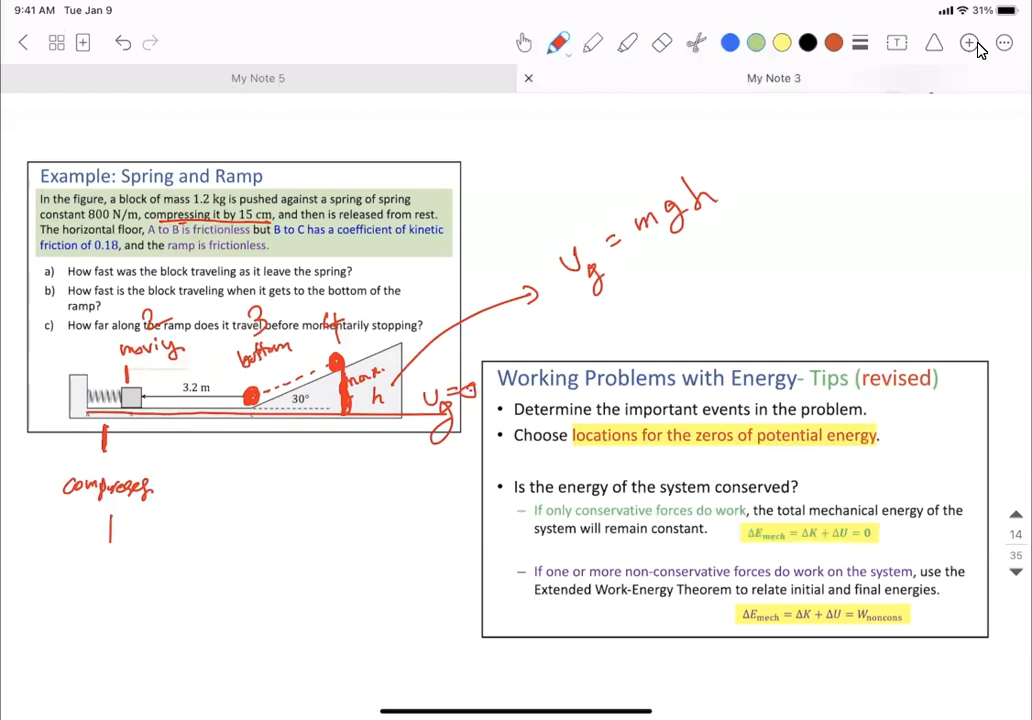 9:41 AM Tue Jan 9
31%
My Note 5
My Note 3
Example: Spring and Ramp
In the figure, a block of mass 1.2 kg is pushed against a spring of spring
constant 800 N/m, compressing it by 15 cm, and then is released from rest.
The horizontal floor, A to B is frictionless but B to C has a coefficient of kinetic
friction of 0.18, and the ramp is frictionless.
a) How fast was the block traveling as it leave the spring?
b) How fast is the block traveling when it gets to the bottom of the
ramp?
c) How far along the ramp does it travel before momentarily stopping?
2 3 4
moving
bottom
max.
h
3.2 m
30°
U_g = 0
1
U_g = mgh
Working Problems with Energy- Tips (revised)
• Determine the important events in the problem.
• Choose locations for the zeros of potential energy.
• Is the energy of the system conserved?
– If only conservative forces do work, the total mechanical energy of the
system will remain constant. ΔE_mech = ΔK + ΔU = 0
– If one or more non-conservative forces do work on the system, use the
Extended Work-Energy Theorem to relate initial and final energies.
ΔE_mech = ΔK + ΔU = W_noncons
14
35